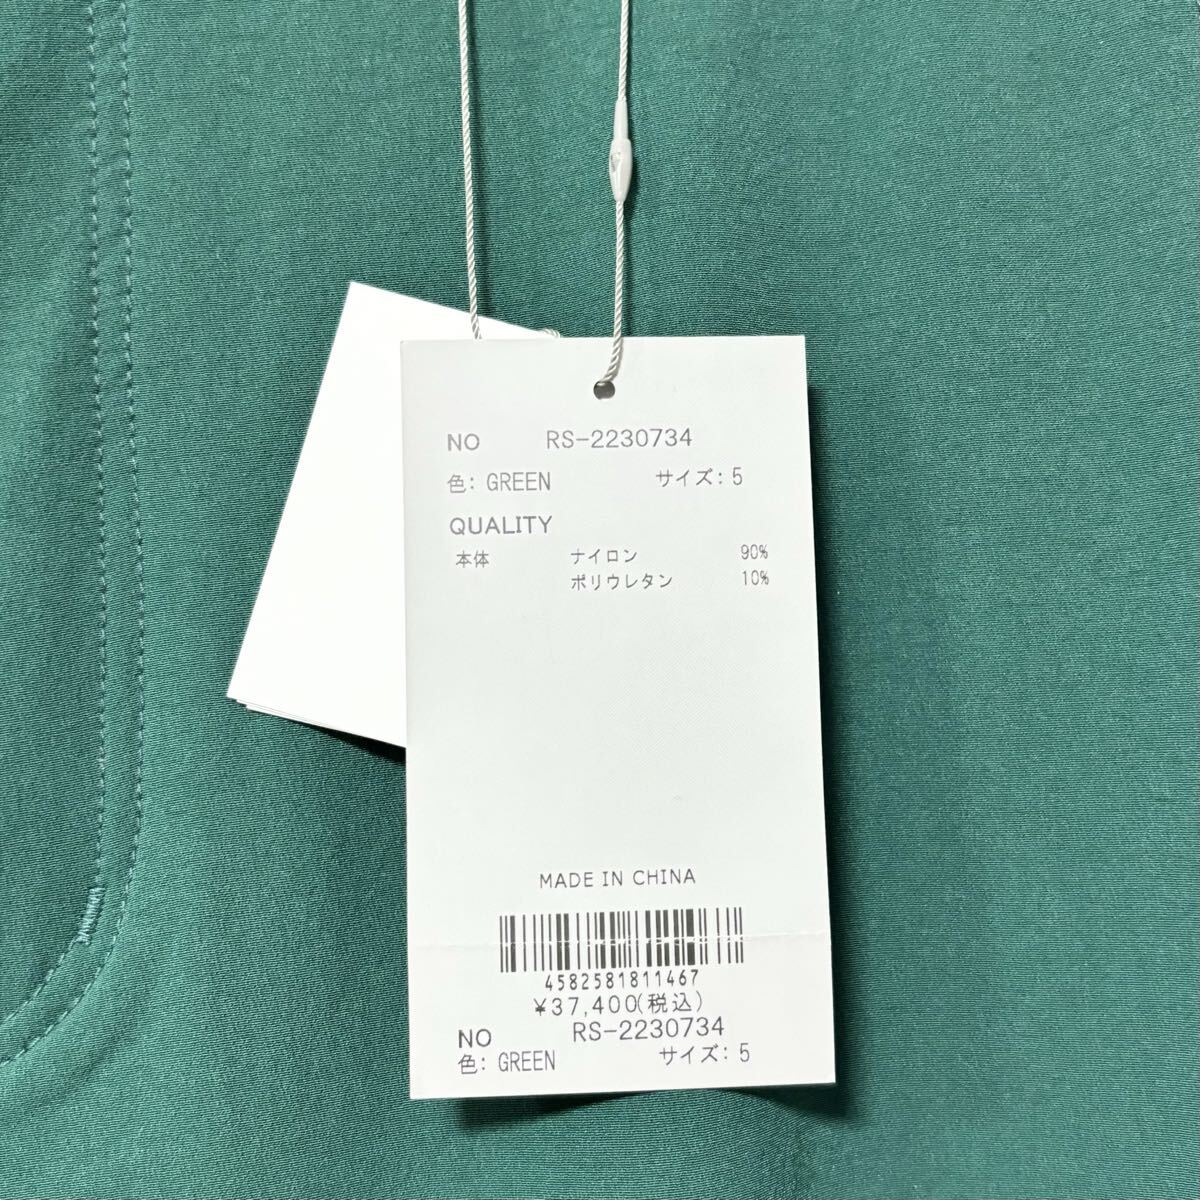 NO RS-2230734
色: GREEN サイズ: 5
QUALITY
本体 ナイロン 90%
ポリウレタン 10%
MADE IN CHINA
4582581811467
¥37,400(税込)
NO RS-2230734
色: GREEN サイズ: 5